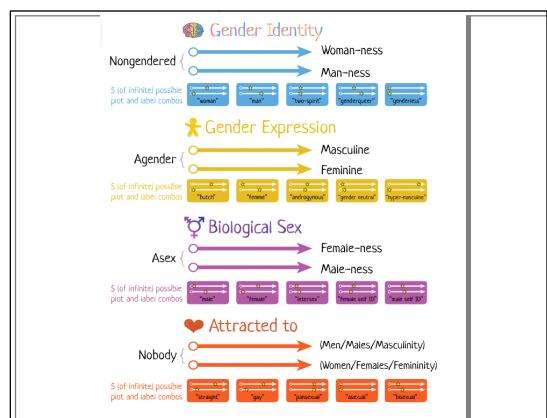 Gender Identity
Nongendered
Woman-ness
Man-ness
5 (of infinite) possible
plot and label combos
"woman" "man" "two-spirit" "genderqueer" "genderless"
Gender Expression
Agender
Masculine
Feminine
5 (of infinite) possible
plot and label combos
"butch" "femme" "androgynous" "gender neutral" "hyper-masculine"
Biological Sex
Asex
Female-ness
Male-ness
5 (of infinite) possible
plot and label combos
"male" "female" "intersex" "female self ID" "male self ID"
Attracted to
Nobody
(Men/Males/Masculinity)
(Women/Females/Femininity)
5 (of infinite) possible
plot and label combos
"straight" "gay" "pansexual" "asexual" "bisexual"